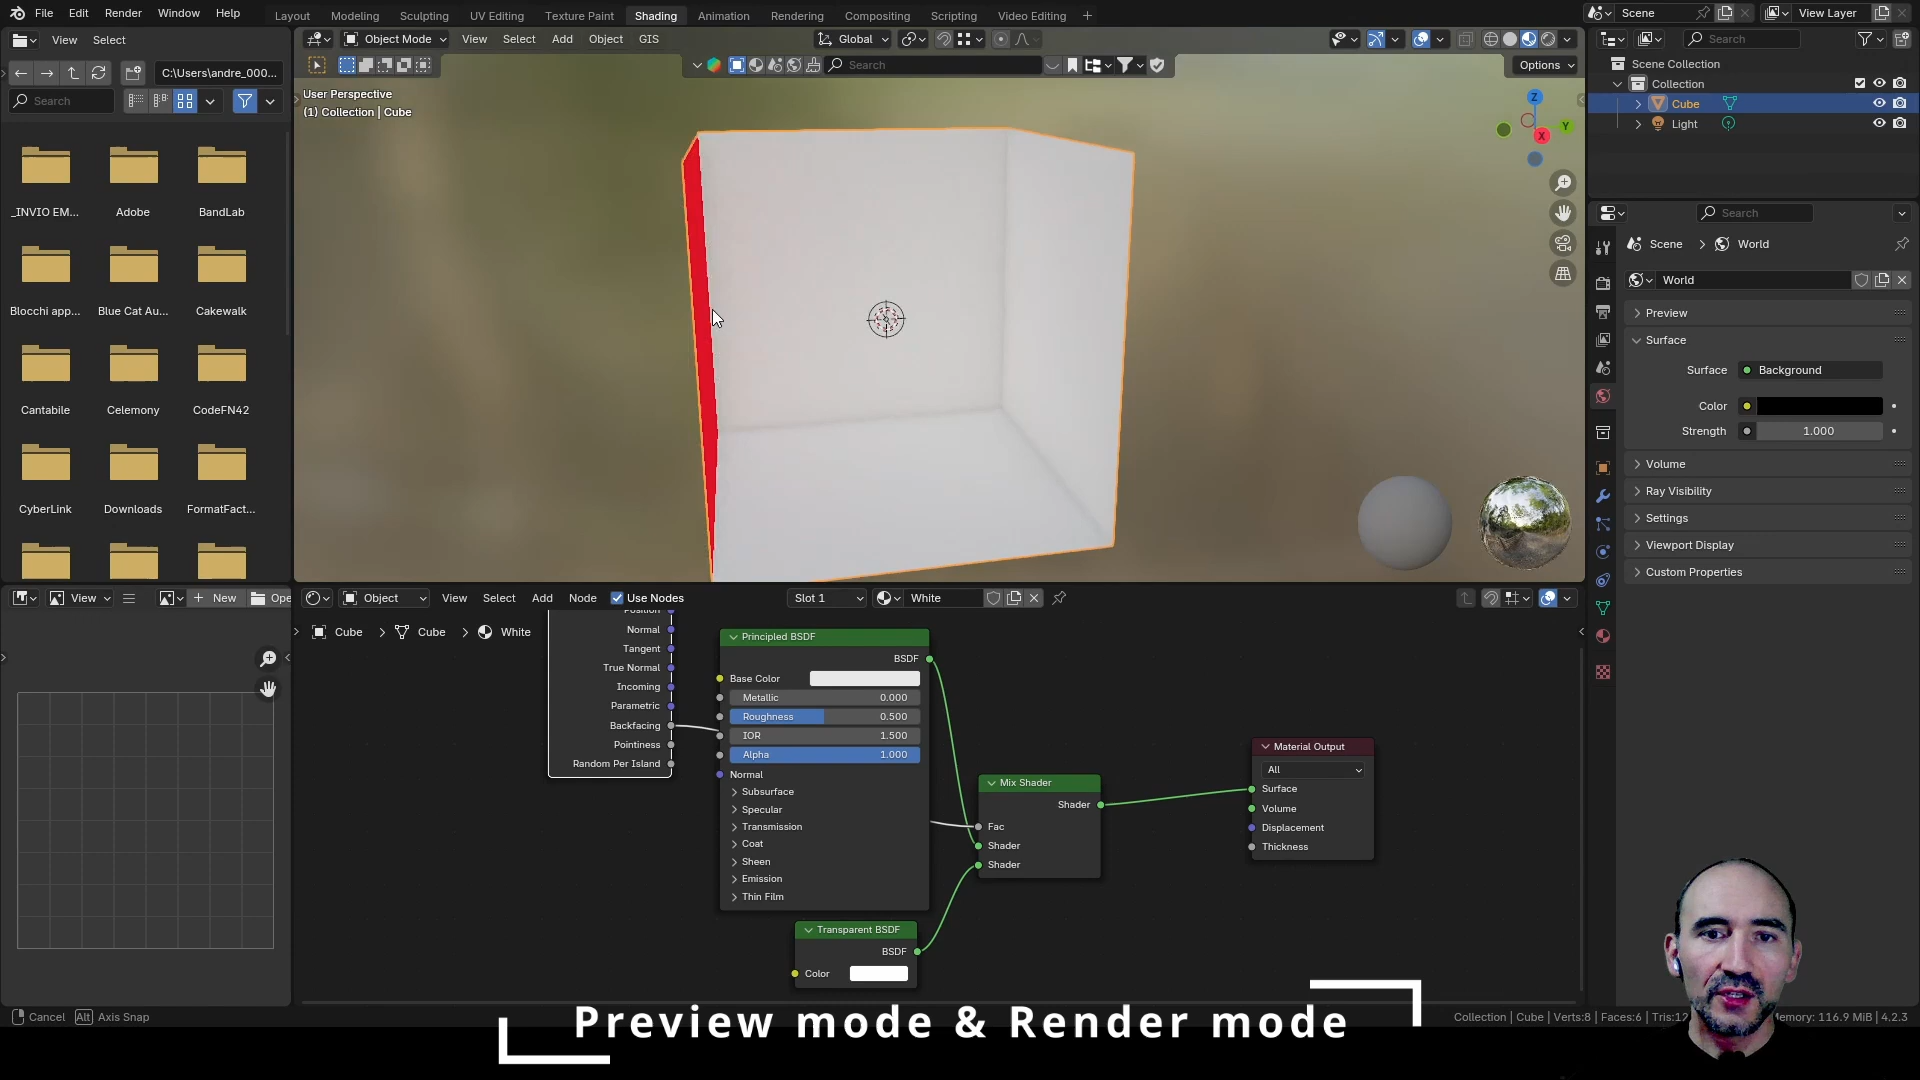 File Edit Render Window Help
Layout Modeling Sculpting UV Editing Texture Paint Shading Animation Rendering Compositing Scripting Video Editing +
Scene View Layer
View Select
Object Mode View Select Add Object GIS
Global
Search
C:\Users\andre_000...
Search
Search
Options
User Perspective
(1) Collection | Cube
Z
Y
X
Scene Collection
Collection
Cube
Light
_INVIO EM... Adobe BandLab
Blocchi app... Blue Cat Au... Cakewalk
Cantabile Celemony CodeFN42
CyberLink Downloads FormatFact...
Search
Scene > World
World
Preview
Surface
Surface Background
Color
Strength 1.000
Volume
Ray Visibility
Settings
Viewport Display
Custom Properties
View + New Ope
Object View Select Add Node Use Nodes
Slot 1 White
Cube > Cube > White
Normal
Tangent
True Normal
Incoming
Parametric
Backfacing
Pointiness
Random Per Island
Principled BSDF
BSDF
Base Color
Metallic 0.000
Roughness 0.500
IOR 1.500
Alpha 1.000
Normal
Subsurface
Specular
Transmission
Coat
Sheen
Emission
Thin Film
Transparent BSDF
BSDF
Color
Mix Shader
Shader
Fac
Shader
Shader
Material Output
All
Surface
Volume
Displacement
Thickness
Preview mode & Render mode
Cancel Alt Axis Snap
Collection | Cube | Verts:8 | Faces:6 | Tris:12 emory: 116.9 MiB | 4.2.3